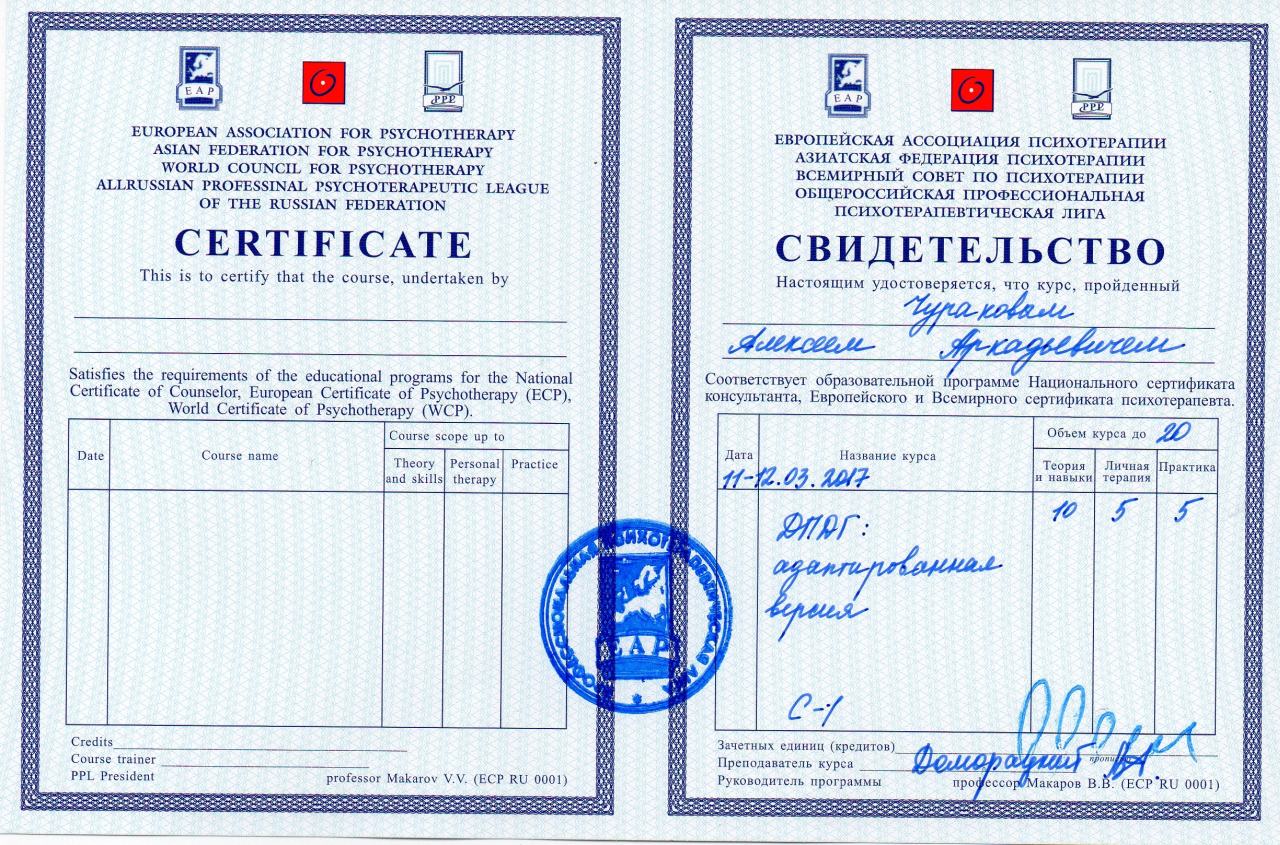 EAP
PPL
EUROPEAN ASSOCIATION FOR PSYCHOTHERAPY
ASIAN FEDERATION FOR PSYCHOTHERAPY
WORLD COUNCIL FOR PSYCHOTHERAPY
ALLRUSSIAN PROFESSINAL PSYCHOTERAPEUTIC LEAGUE
OF THE RUSSIAN FEDERATION
CERTIFICATE
This is to certify that the course, undertaken by
Satisfies the requirements of the educational programs for the National
Certificate of Counselor, European Certificate of Psychotherapy (ECP),
World Certificate of Psychotherapy (WCP).
Date
Course name
Course scope up to
Theory
and skills
Personal
therapy
Practice
Credits
Course trainer
PPL President professor Makarov V.V. (ECP RU 0001)
EAP
PPL
ЕВРОПЕЙСКАЯ АССОЦИАЦИЯ ПСИХОТЕРАПИИ
АЗИАТСКАЯ ФЕДЕРАЦИЯ ПСИХОТЕРАПИИ
ВСЕМИРНЫЙ СОВЕТ ПО ПСИХОТЕРАПИИ
ОБЩЕРОССИЙСКАЯ ПРОФЕССИОНАЛЬНАЯ
ПСИХОТЕРАПЕВТИЧЕСКАЯ ЛИГА
СВИДЕТЕЛЬСТВО
Настоящим удостоверяется, что курс, пройденный
Чураковым
Алексеем Аркадьевичем
Соответствует образовательной программе Национального сертификата
консультанта, Европейского и Всемирного сертификата психотерапевта.
Дата
Название курса
Объем курса до 20
Теория
и навыки
Личная
терапия
Практика
11-12.03.2017
10 5 5
ДПДГ:
адаптированная
версия
С-1
Зачетных единиц (кредитов)
Преподаватель курса Доморацкий
Руководитель программы профессор Макаров В.В. (ECP RU 0001)
ПРОФЕССИОНАЛЬНАЯ ПСИХОТЕРАПЕВТИЧЕСКАЯ ЛИГА
EAP